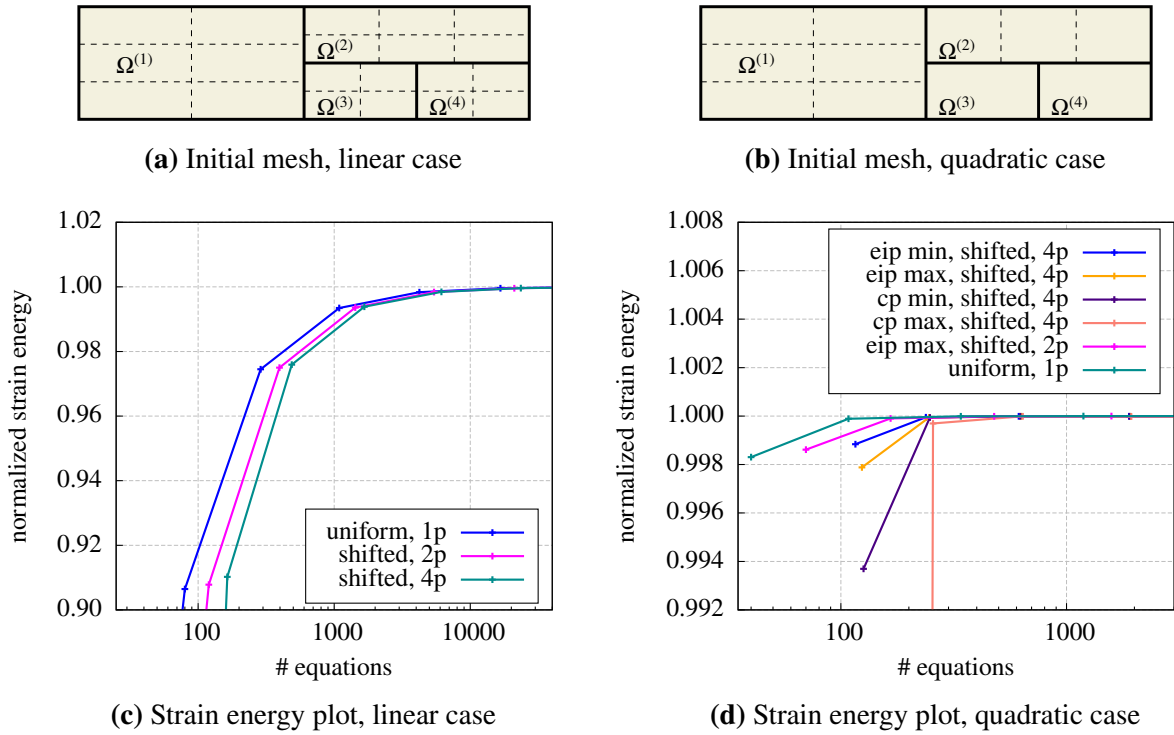 Ω(1)
Ω(2)
Ω(3)
Ω(4)
Ω(1)
Ω(2)
Ω(3)
Ω(4)
(a) Initial mesh, linear case
(b) Initial mesh, quadratic case
normalized strain energy
1.02
1.00
0.98
0.96
0.94
0.92
0.90
uniform, 1p
shifted, 2p
shifted, 4p
100
1000
10000
# equations
(c) Strain energy plot, linear case
normalized strain energy
1.008
1.006
1.004
1.002
1.000
0.998
0.996
0.994
0.992
eip min, shifted, 4p
eip max, shifted, 4p
cp min, shifted, 4p
cp max, shifted, 4p
eip max, shifted, 2p
uniform, 1p
100
1000
# equations
(d) Strain energy plot, quadratic case